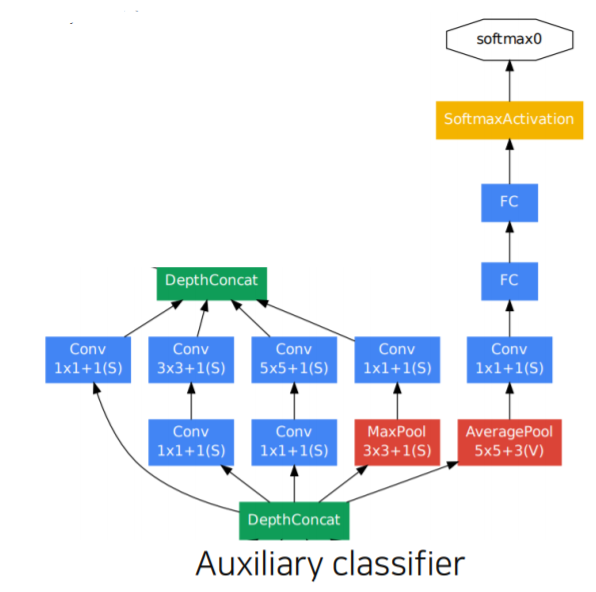 softmax0
SoftmaxActivation
FC
FC
DepthConcat
Conv
1x1+1(S)
Conv
3x3+1(S)
Conv
5x5+1(S)
Conv
1x1+1(S)
Conv
1x1+1(S)
Conv
1x1+1(S)
Conv
1x1+1(S)
MaxPool
3x3+1(S)
AveragePool
5x5+3(V)
DepthConcat
Auxiliary classifier